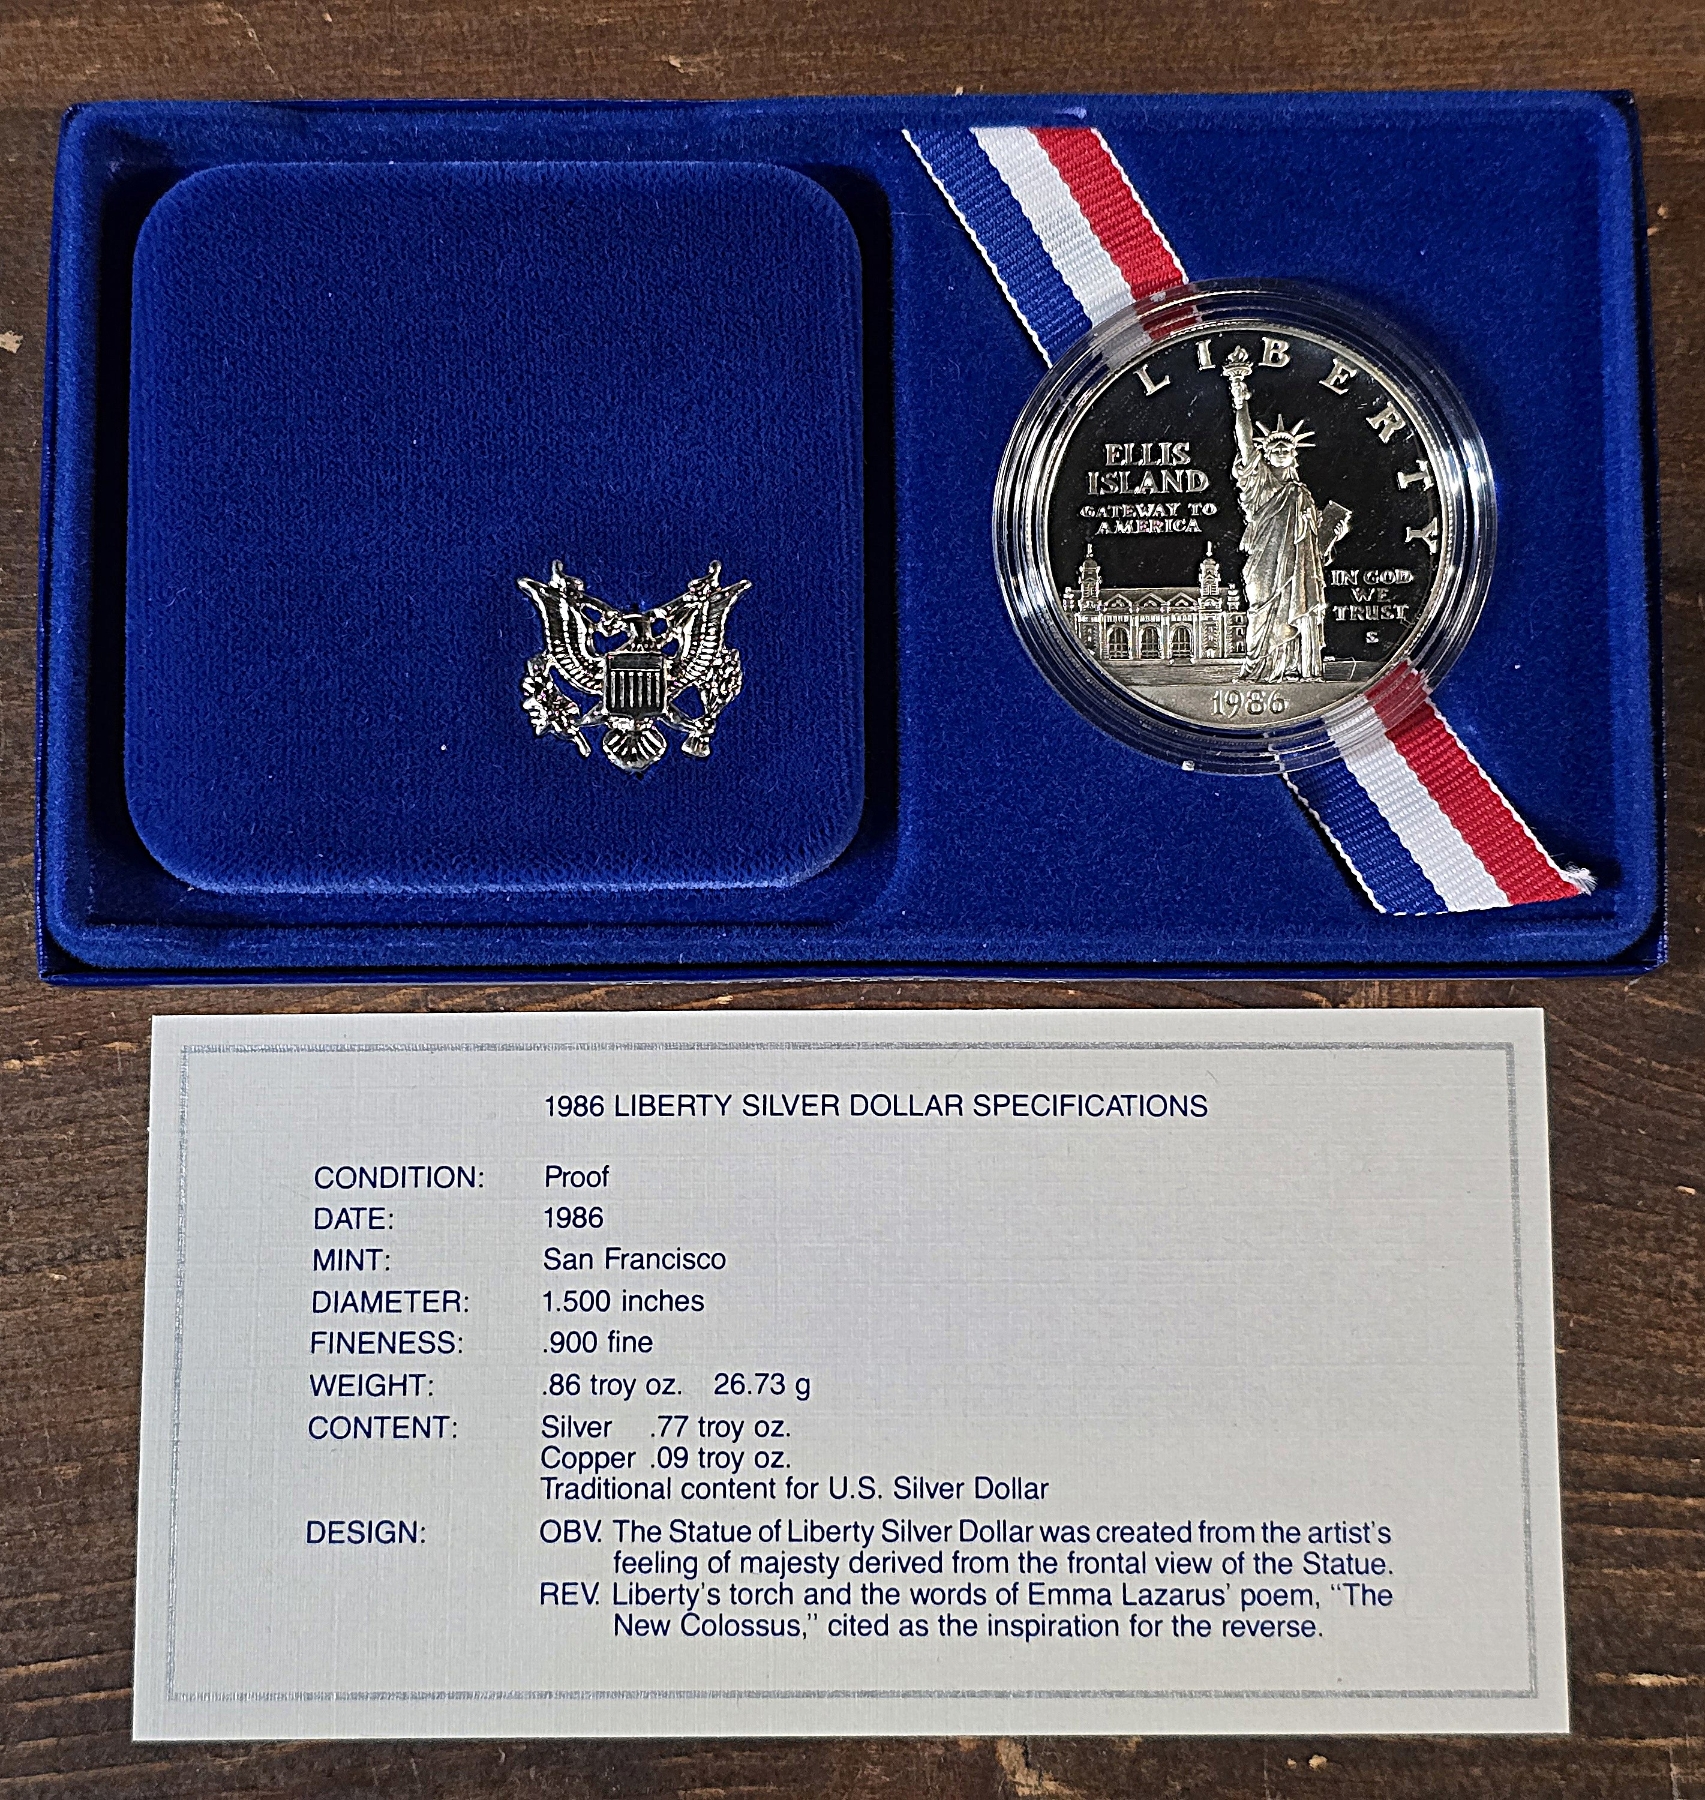 LIBERTY
ELLIS
ISLAND
GATEWAY TO
AMERICA
IN GOD
WE
TRUST
S
1986
1986 LIBERTY SILVER DOLLAR SPECIFICATIONS
CONDITION: Proof
DATE: 1986
MINT: San Francisco
DIAMETER: 1.500 inches
FINENESS: .900 fine
WEIGHT: .86 troy oz. 26.73 g
CONTENT: Silver .77 troy oz.
Copper .09 troy oz.
Traditional content for U.S. Silver Dollar
DESIGN: OBV. The Statue of Liberty Silver Dollar was created from the artist's
feeling of majesty derived from the frontal view of the Statue.
REV. Liberty's torch and the words of Emma Lazarus' poem, "The
New Colossus," cited as the inspiration for the reverse.